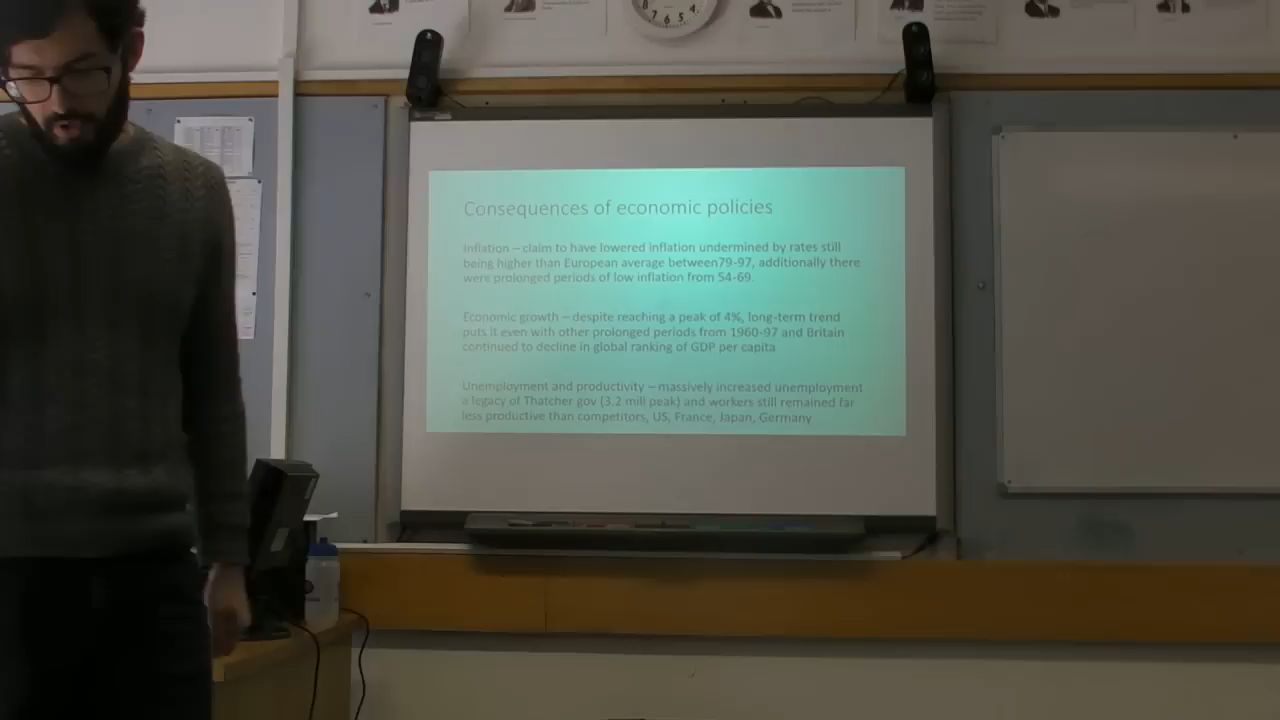 7 6 5 4
Consequences of economic policies
Inflation – claim to have lowered inflation undermined by rates still
being higher than European average between79-97, additionally there
were prolonged periods of low inflation from 54-69.
Economic growth – despite reaching a peak of 4%, long-term trend
puts it even with other prolonged periods from 1960-97 and Britain
continued to decline in global ranking of GDP per capita
Unemployment and productivity – massively increased unemployment
a legacy of Thatcher gov (3.2 mill peak) and workers still remained far
less productive than competitors, US, France, Japan, Germany